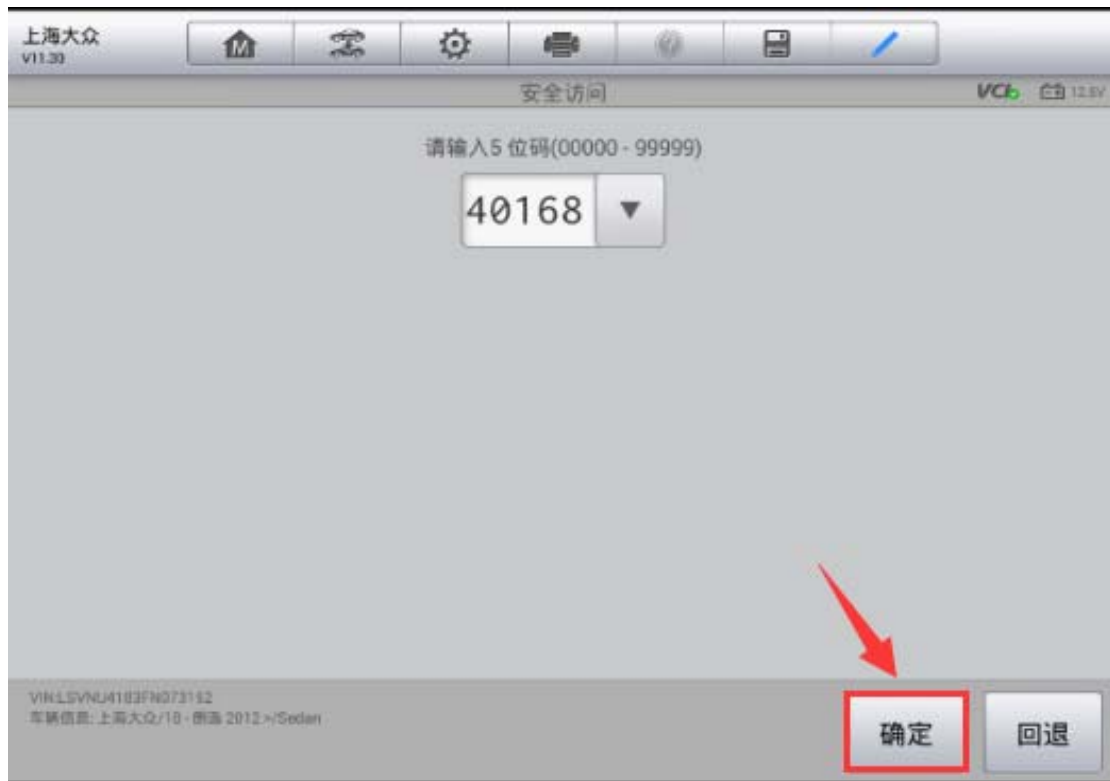 上海大众
V11.30
安全访问
VCI 12.6V
请输入5 位码(00000 - 99999)
40168
VIN:LSVNU4183FN073152
车辆信息: 上海大众/18 - 朗逸 2012 >/Sedan
确定
回退